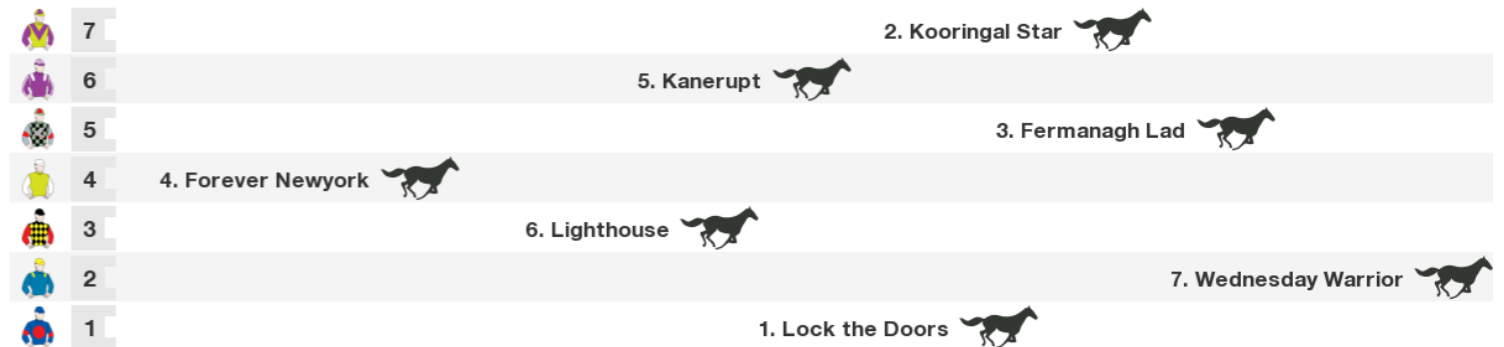 7 2. Kooringal Star
6 5. Kanerupt
5 3. Fermanagh Lad
4 4. Forever Newyork
3 6. Lighthouse
2 7. Wednesday Warrior
1 1. Lock the Doors